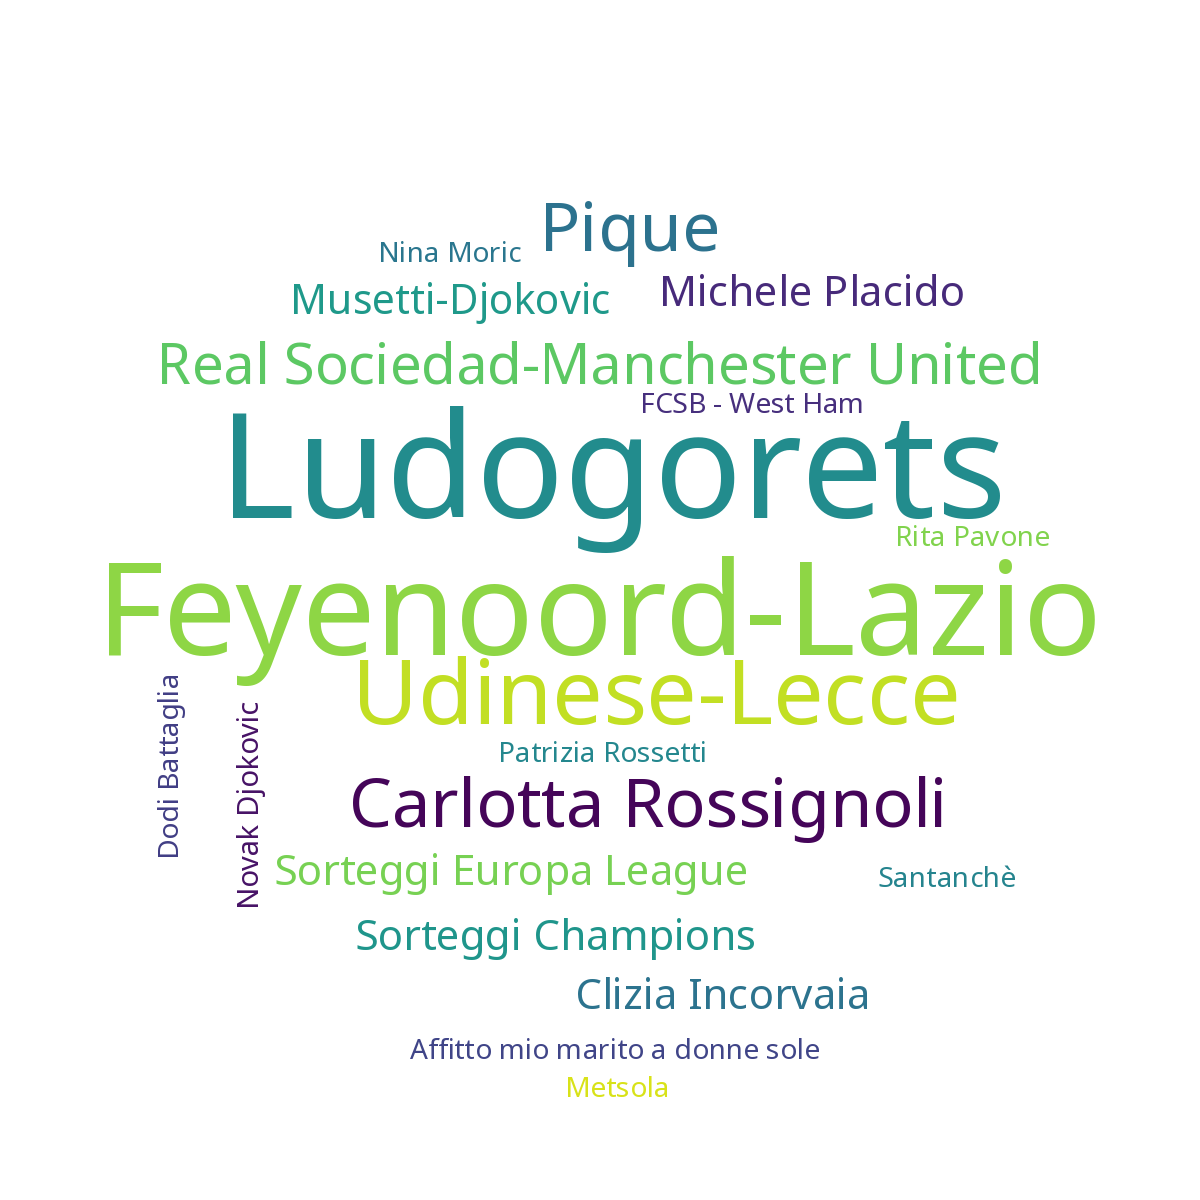 Pique
Nina Moric
Michele Placido
Musetti-Djokovic
Real Sociedad-Manchester United
FCSB - West Ham
Ludogorets
Rita Pavone
Feyenoord-Lazio
Udinese-Lecce
Dodi Battaglia
Novak Djokovic
Patrizia Rossetti
Carlotta Rossignoli
Sorteggi Europa League
Santanchè
Sorteggi Champions
Clizia Incorvaia
Affitto mio marito a donne sole
Metsola